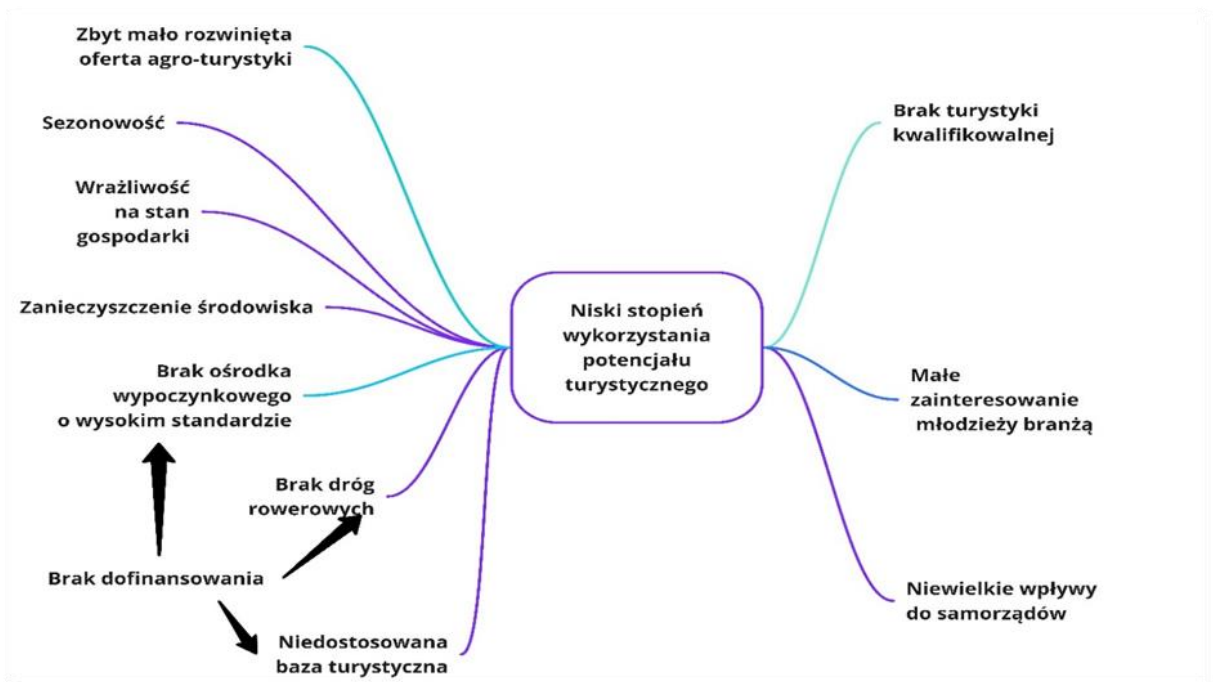 Zbyt mało rozwinięta
oferta agro-turystyki
Sezonowość
Wrażliwość
na stan
gospodarki
Zanieczyszczenie środowiska
Brak ośrodka
wypoczynkowego
o wysokim standardzie
Brak dróg
rowerowych
Brak dofinansowania
Niedostosowana
baza turystyczna
Niski stopień
wykorzystania
potencjału
turystycznego
Brak turystyki
kwalifikowalnej
Małe
zainteresowanie
młodzieży branżą
Niewielkie wpływy
do samorządów